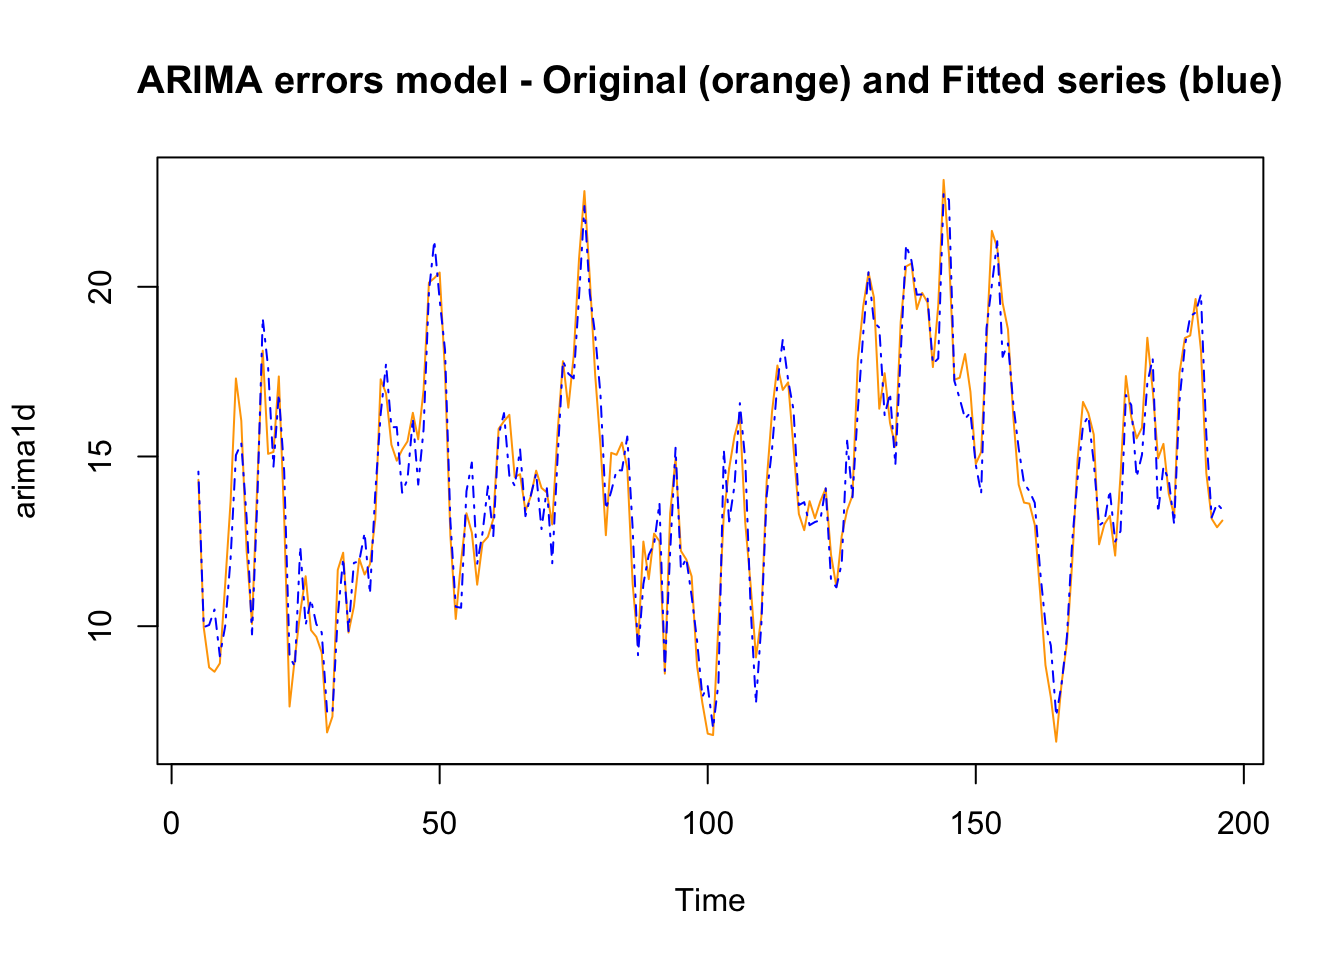 ARIMA errors model - Original (orange) and Fitted series (blue)
arima1d
20
15
10
0 50 100 150 200
Time